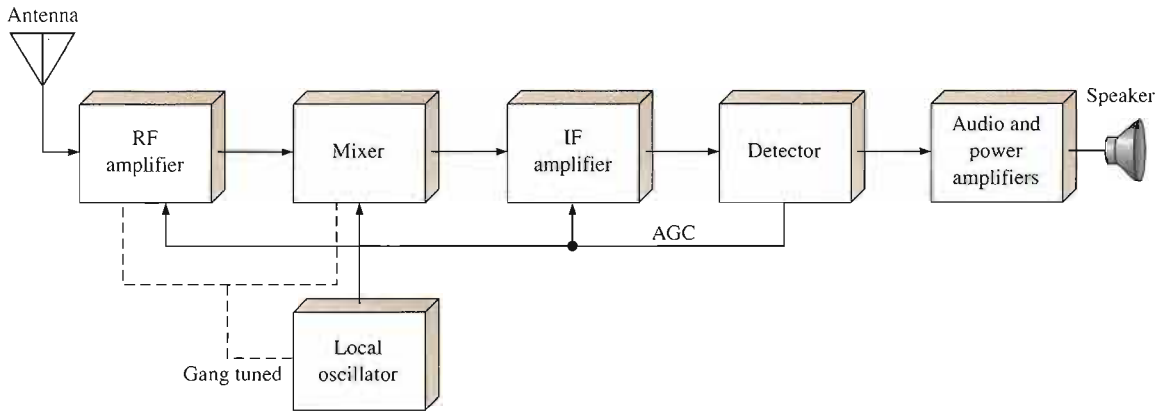 Antenna
RF
amplifier
Mixer
IF
amplifier
Detector
Audio and
power
amplifiers
Speaker
AGC
Gang tuned
Local
oscillator